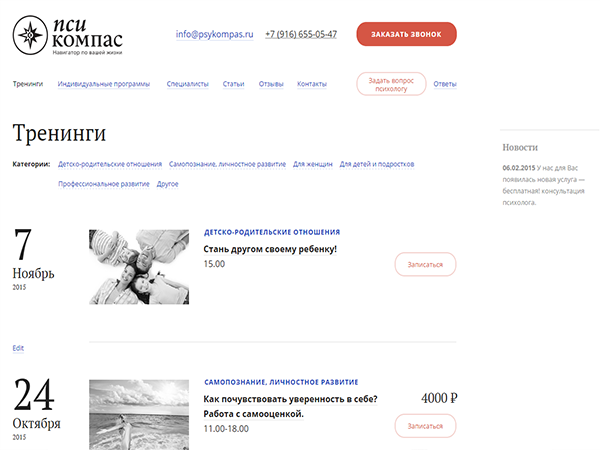 пси
компас
Навигатор по вашей жизни
info@psykompas.ru
+7 (916) 655-05-47
ЗАКАЗАТЬ ЗВОНОК
Тренинги
Индивидуальные программы
Специалисты
Статьи
Отзывы
Контакты
Задать вопрос
психологу
Ответы
Тренинги
Категории: Детско-родительские отношения Самопознание, личностное развитие Для женщин Для детей и подростков
Профессиональное развитие Другое
Новости
06.02.2015 У нас для Вас
появилась новая услуга —
бесплатная! консультация
психолога.
7
Ноябрь
2015
ДЕТСКО-РОДИТЕЛЬСКИЕ ОТНОШЕНИЯ
Стань другом своему ребенку!
15.00
Записаться
Edit
24
Октября
2015
САМОПОЗНАНИЕ, ЛИЧНОСТНОЕ РАЗВИТИЕ
Как почувствовать уверенность в себе?
Работа с самооценкой.
11.00-18.00
4000 ₽
Записаться